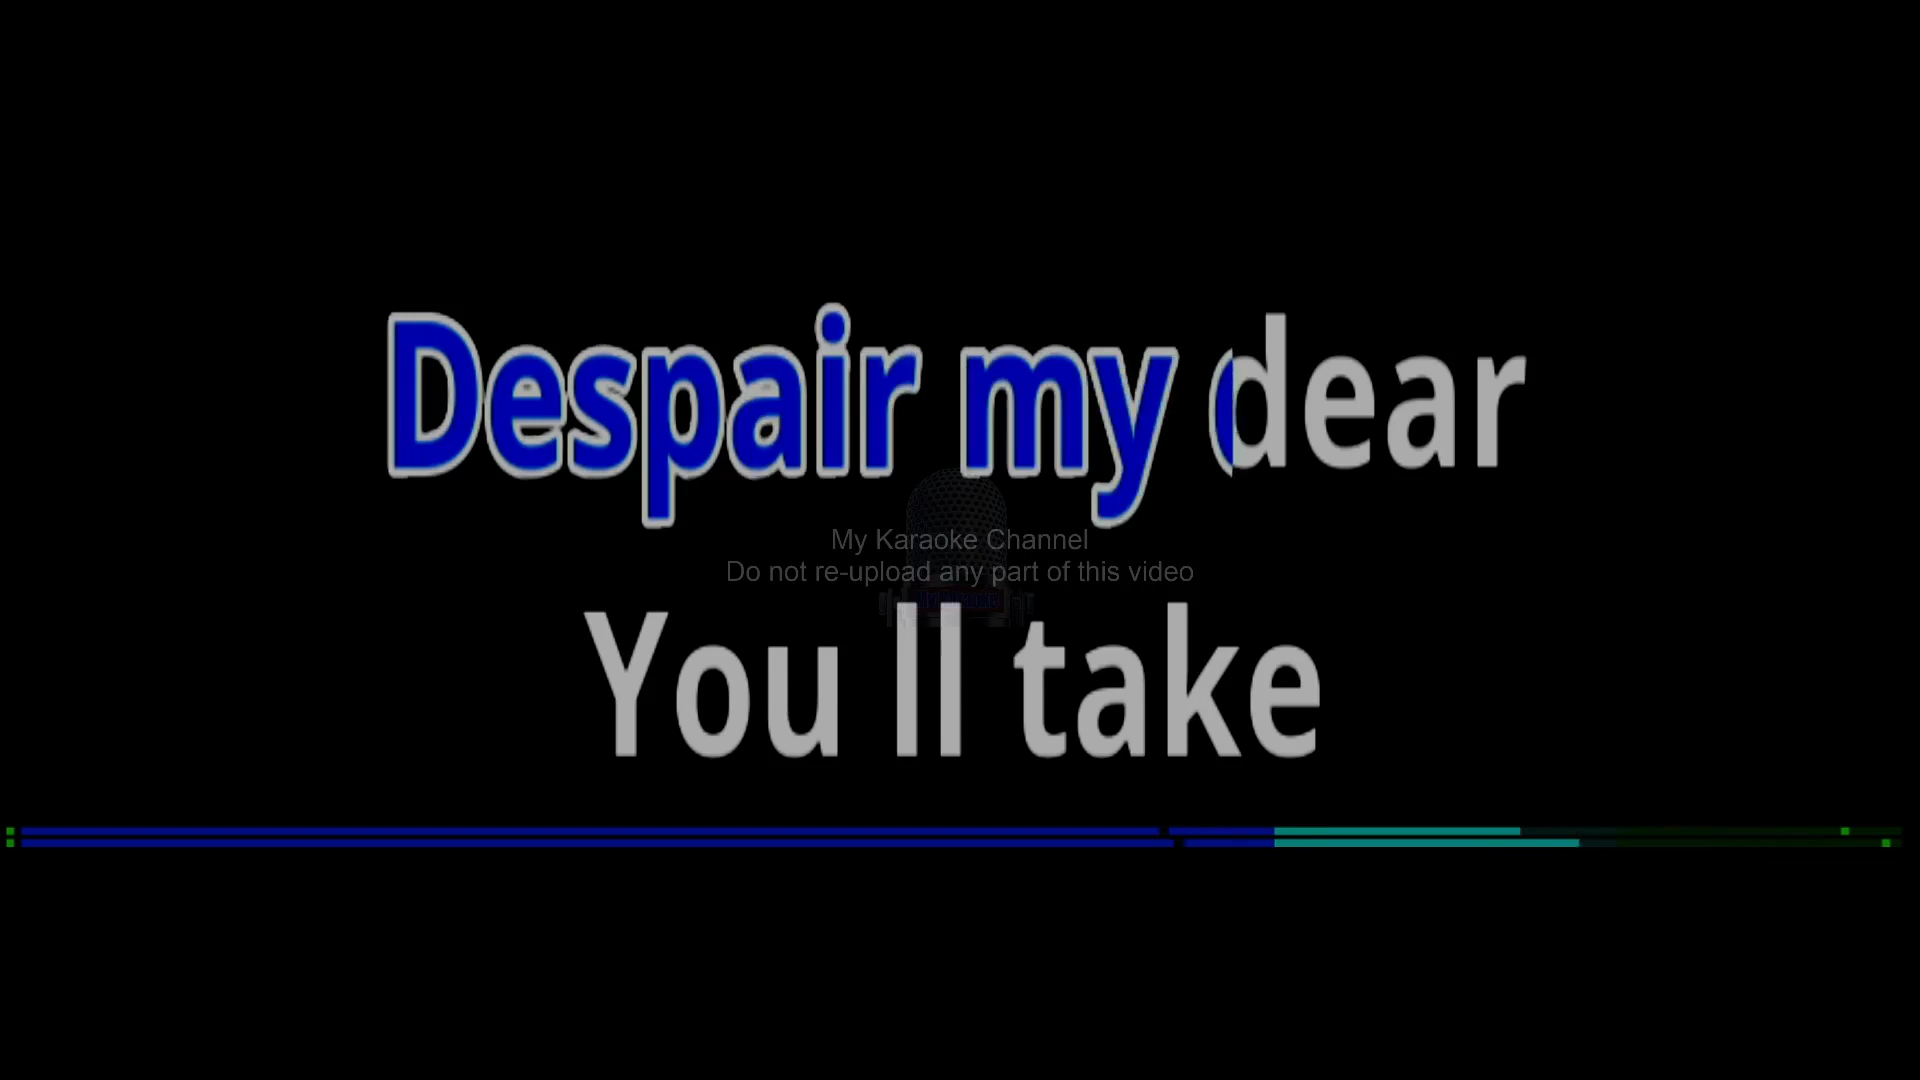 Despair my dear
My Karaoke Channel
Do not re-upload any part of this video
You ll take